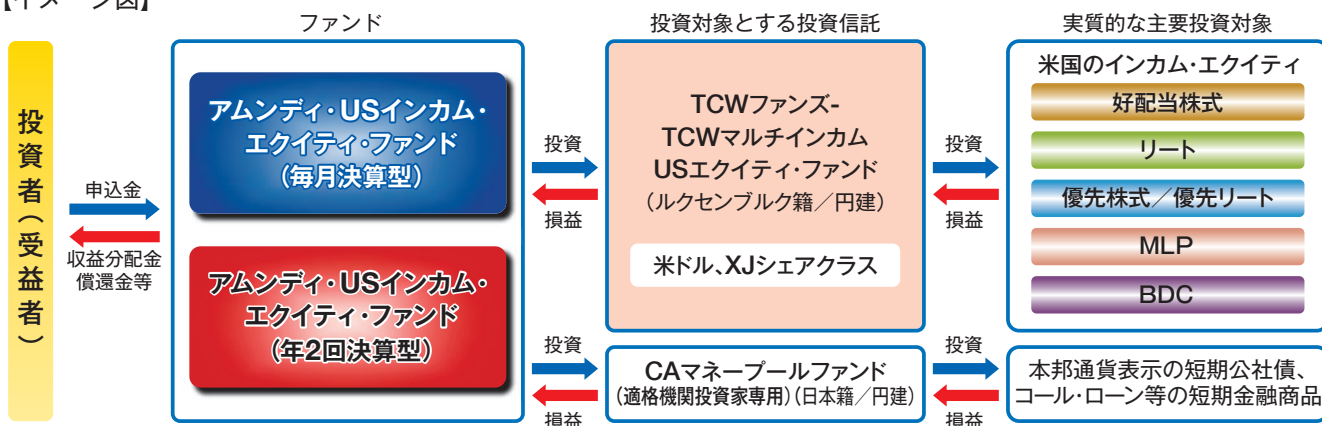 【イメージ図】
ファンド
投資対象とする投資信託
実質的な主要投資対象
投資者（受益者）
申込金
収益分配金
償還金等
アムンディ・USインカム・
エクイティ・ファンド
（毎月決算型）
アムンディ・USインカム・
エクイティ・ファンド
（年2回決算型）
投資
損益
TCWファンズ-
TCWマルチインカム
USエクイティ・ファンド
（ルクセンブルク籍／円建）
米ドル、XJシェアクラス
投資
損益
米国のインカム・エクイティ
好配当株式
リート
優先株式／優先リート
MLP
BDC
投資
損益
CAマネープールファンド
（適格機関投資家専用）（日本籍／円建）
投資
損益
本邦通貨表示の短期公社債、
コール・ローン等の短期金融商品